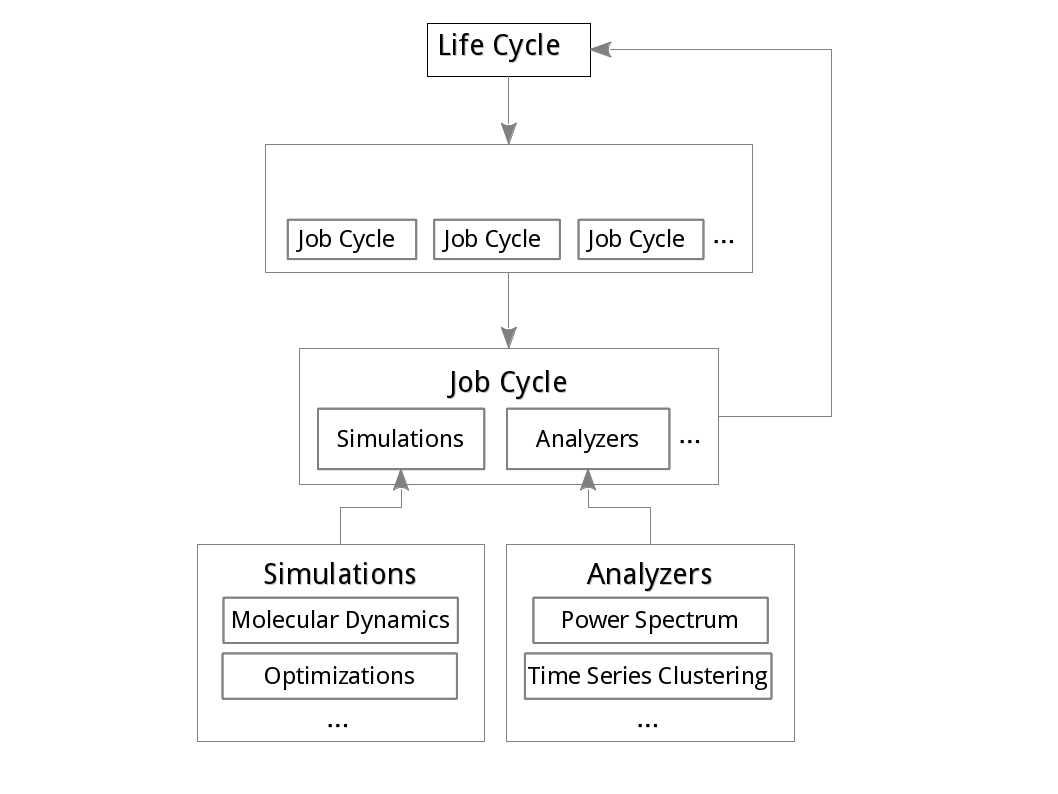 Life Cycle
Job Cycle Job Cycle Job Cycle ...
Job Cycle
Simulations Analyzers ...
Simulations Analyzers
Molecular Dynamics Power Spectrum
Optimizations Time Series Clustering
... ...